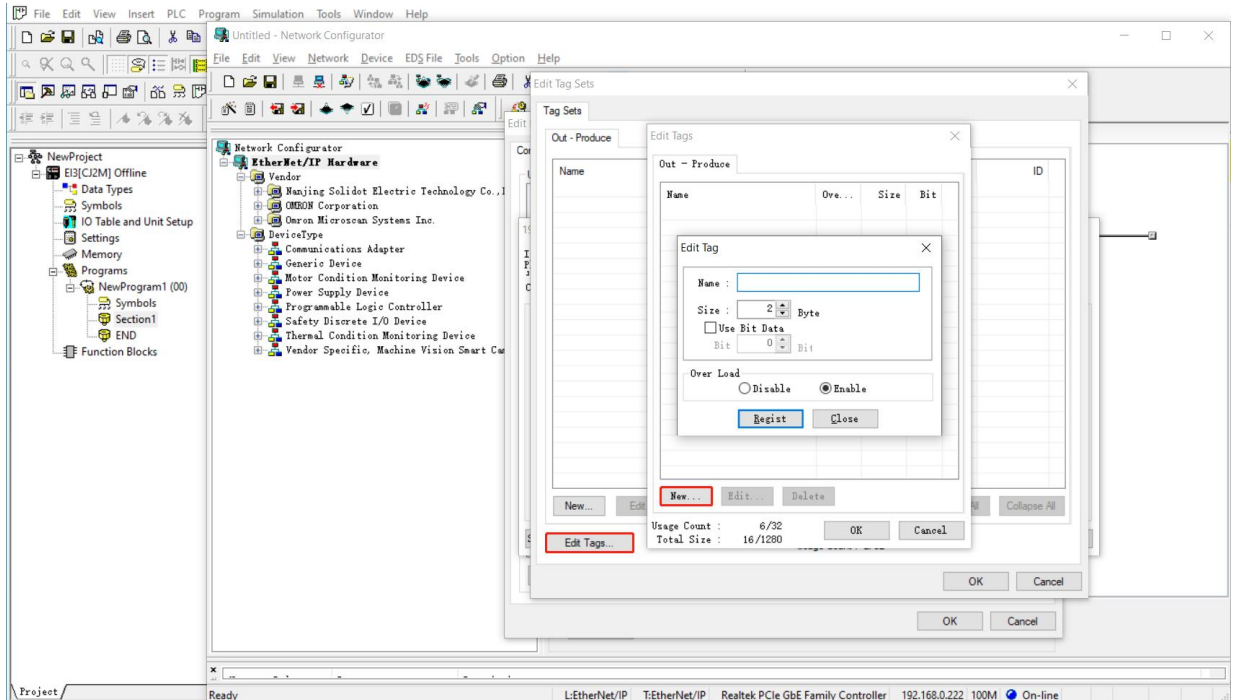 File Edit View Insert PLC Program Simulation Tools Window Help
Untitled - Network Configurator
File Edit View Network Device EDS File Tools Option Help
NewProject
EI3[CJ2M] Offline
Data Types
Symbols
IO Table and Unit Setup
Settings
Memory
Programs
NewProgram1 (00)
Symbols
Section1
END
Function Blocks
Project
Network Configurator
EtherNet/IP Hardware
Vendor
Nanjing Solidot Electric Technology Co.,
OMRON Corporation
Omron Microscan Systems Inc.
DeviceType
Communications Adapter
Generic Device
Motor Condition Monitoring Device
Power Supply Device
Programmable Logic Controller
Safety Discrete I/O Device
Thermal Condition Monitoring Device
Vendor Specific, Machine Vision Smart Ca
Edit
Edit Tag Sets
Tag Sets
Out - Produce
Name
ID
New...
Collapse All
Edit Tags...
OK Cancel
OK Cancel
Edit Tags
Out - Produce
Name Ove... Size Bit
New... Edit... Delete
Usage Count : 6/32
Total Size : 16/1280
OK Cancel
Edit Tag
Name :
Size : 2 Byte
Use Bit Data
Bit 0 Bit
Over Load
Disable Enable
Regist Close
Ready
L:EtherNet/IP T:EtherNet/IP Realtek PCIe GbE Family Controller 192.168.0.222 100M On-line